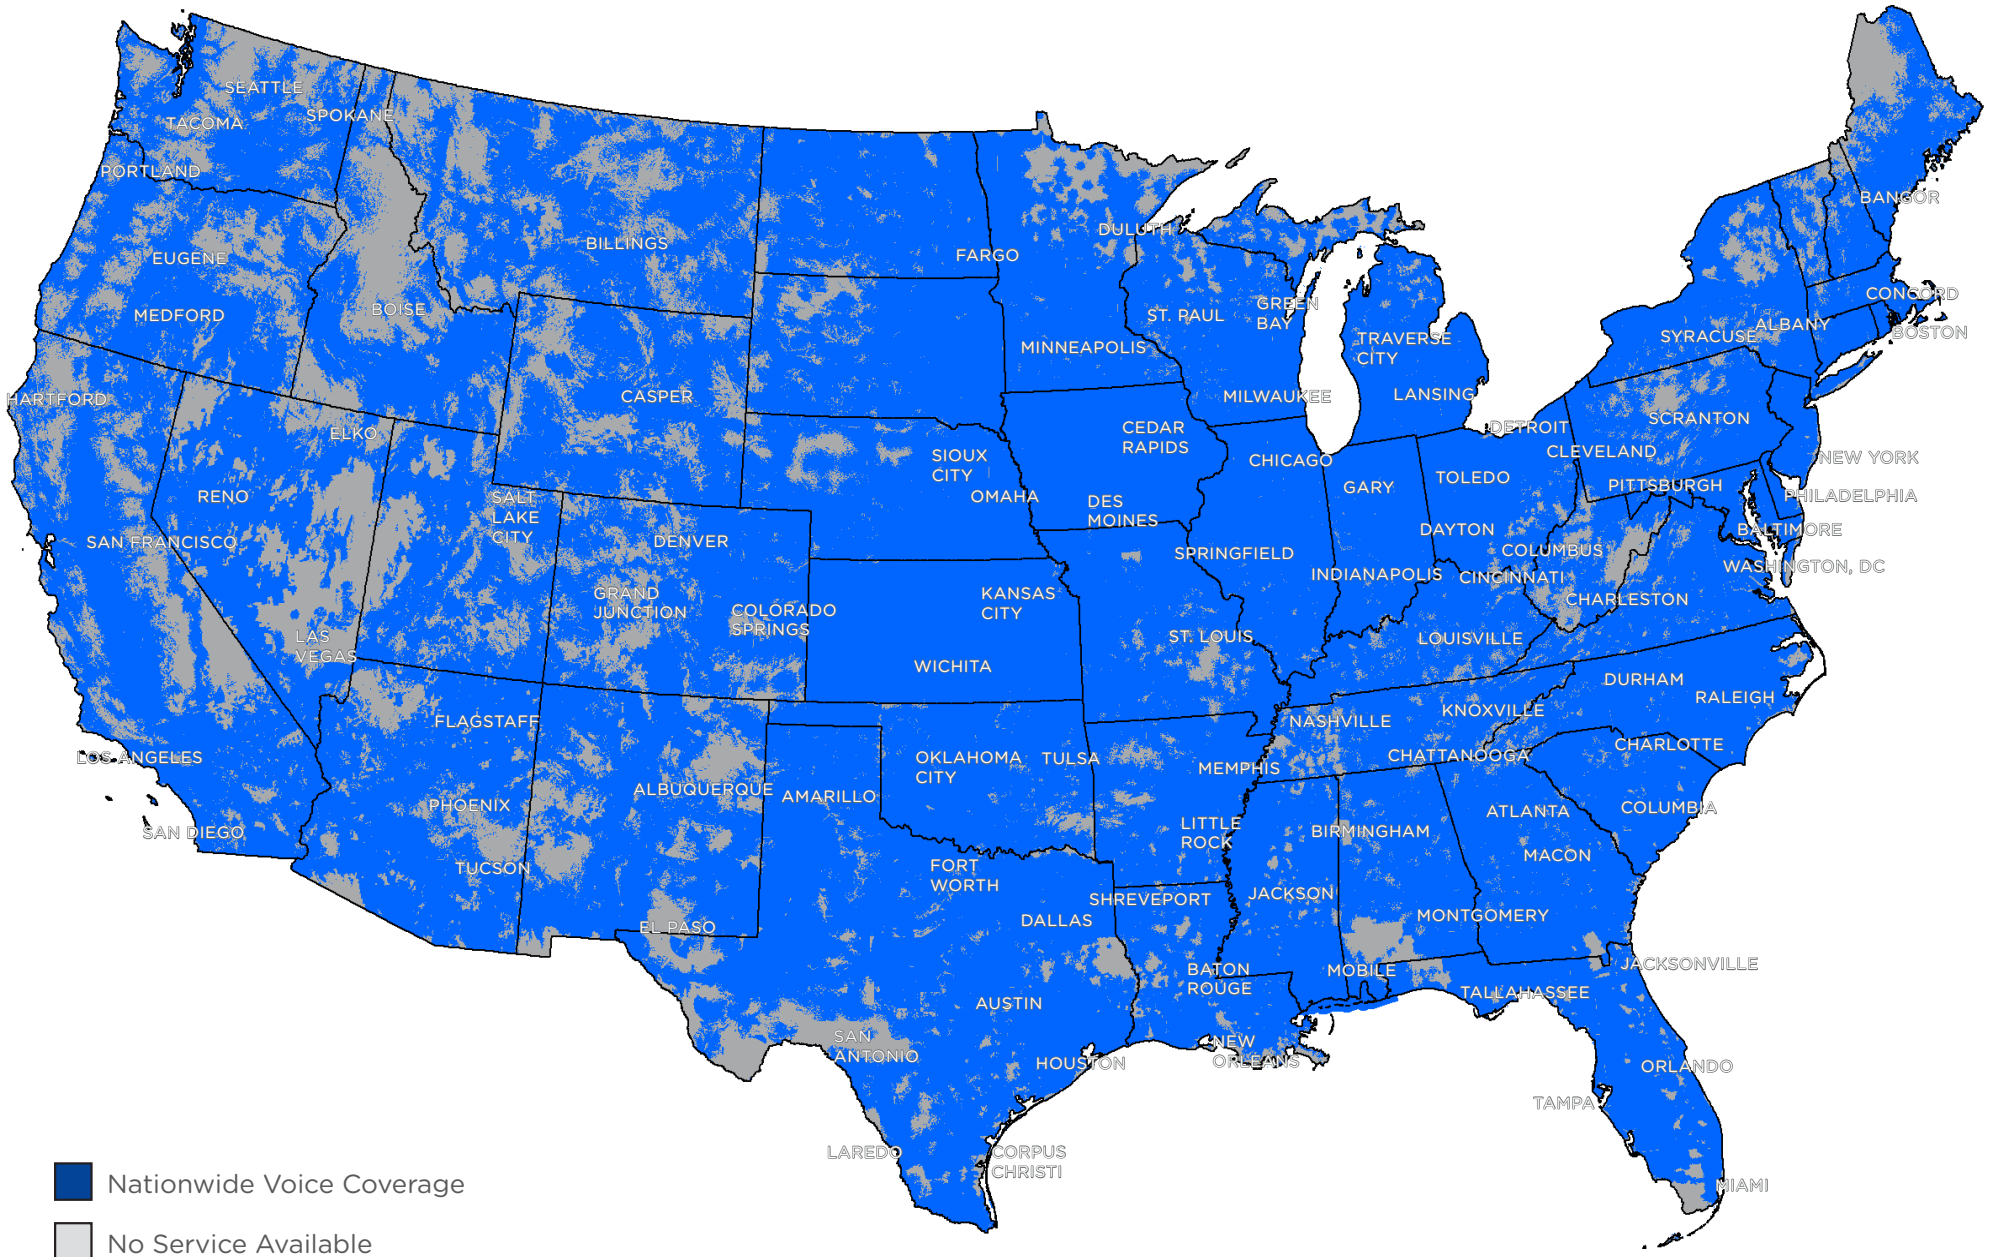 SEATTLE
SPOKANE
TACOMA
PORTLAND
BANGOR
DULUTH
BILLINGS
FARGO
EUGENE
CONCORD
GREEN
BAY
BOISE
MEDFORD
ST. PAUL
ALBANY
BOSTON
SYRACUSE
TRAVERSE
CITY
MINNEAPOLIS
HARTFORD
CASPER
MILWAUKEE
LANSING
SCRANTON
ELKO
CEDAR
RAPIDS
DETROIT
CLEVELAND
NEW YORK
SIOUX
CITY
CHICAGO
TOLEDO
GARY
PITTSBURGH
PHILADELPHIA
RENO
SALT
LAKE
CITY
OMAHA
DES
MOINES
DAYTON
BALTIMORE
SAN FRANCISCO
DENVER
SPRINGFIELD
COLUMBUS
WASHINGTON, DC
INDIANAPOLIS
CINCINNATI
GRAND
JUNCTION
KANSAS
CITY
CHARLESTON
COLORADO
SPRINGS
LAS
VEGAS
ST. LOUIS
LOUISVILLE
WICHITA
DURHAM
RALEIGH
FLAGSTAFF
NASHVILLE
KNOXVILLE
CHARLOTTE
LOS ANGELES
OKLAHOMA
CITY
TULSA
MEMPHIS
CHATTANOOGA
ALBUQUERQUE
AMARILLO
PHOENIX
ATLANTA
COLUMBIA
SAN DIEGO
LITTLE
ROCK
BIRMINGHAM
MACON
TUCSON
FORT
WORTH
SHREVEPORT
JACKSON
DALLAS
MONTGOMERY
EL PASO
JACKSONVILLE
BATON
ROUGE
MOBILE
TALLAHASSEE
AUSTIN
SAN
ANTONIO
NEW
ORLEANS
HOUSTON
ORLANDO
TAMPA
LAREDO
CORPUS
CHRISTI
MIAMI
Nationwide Voice Coverage
No Service Available